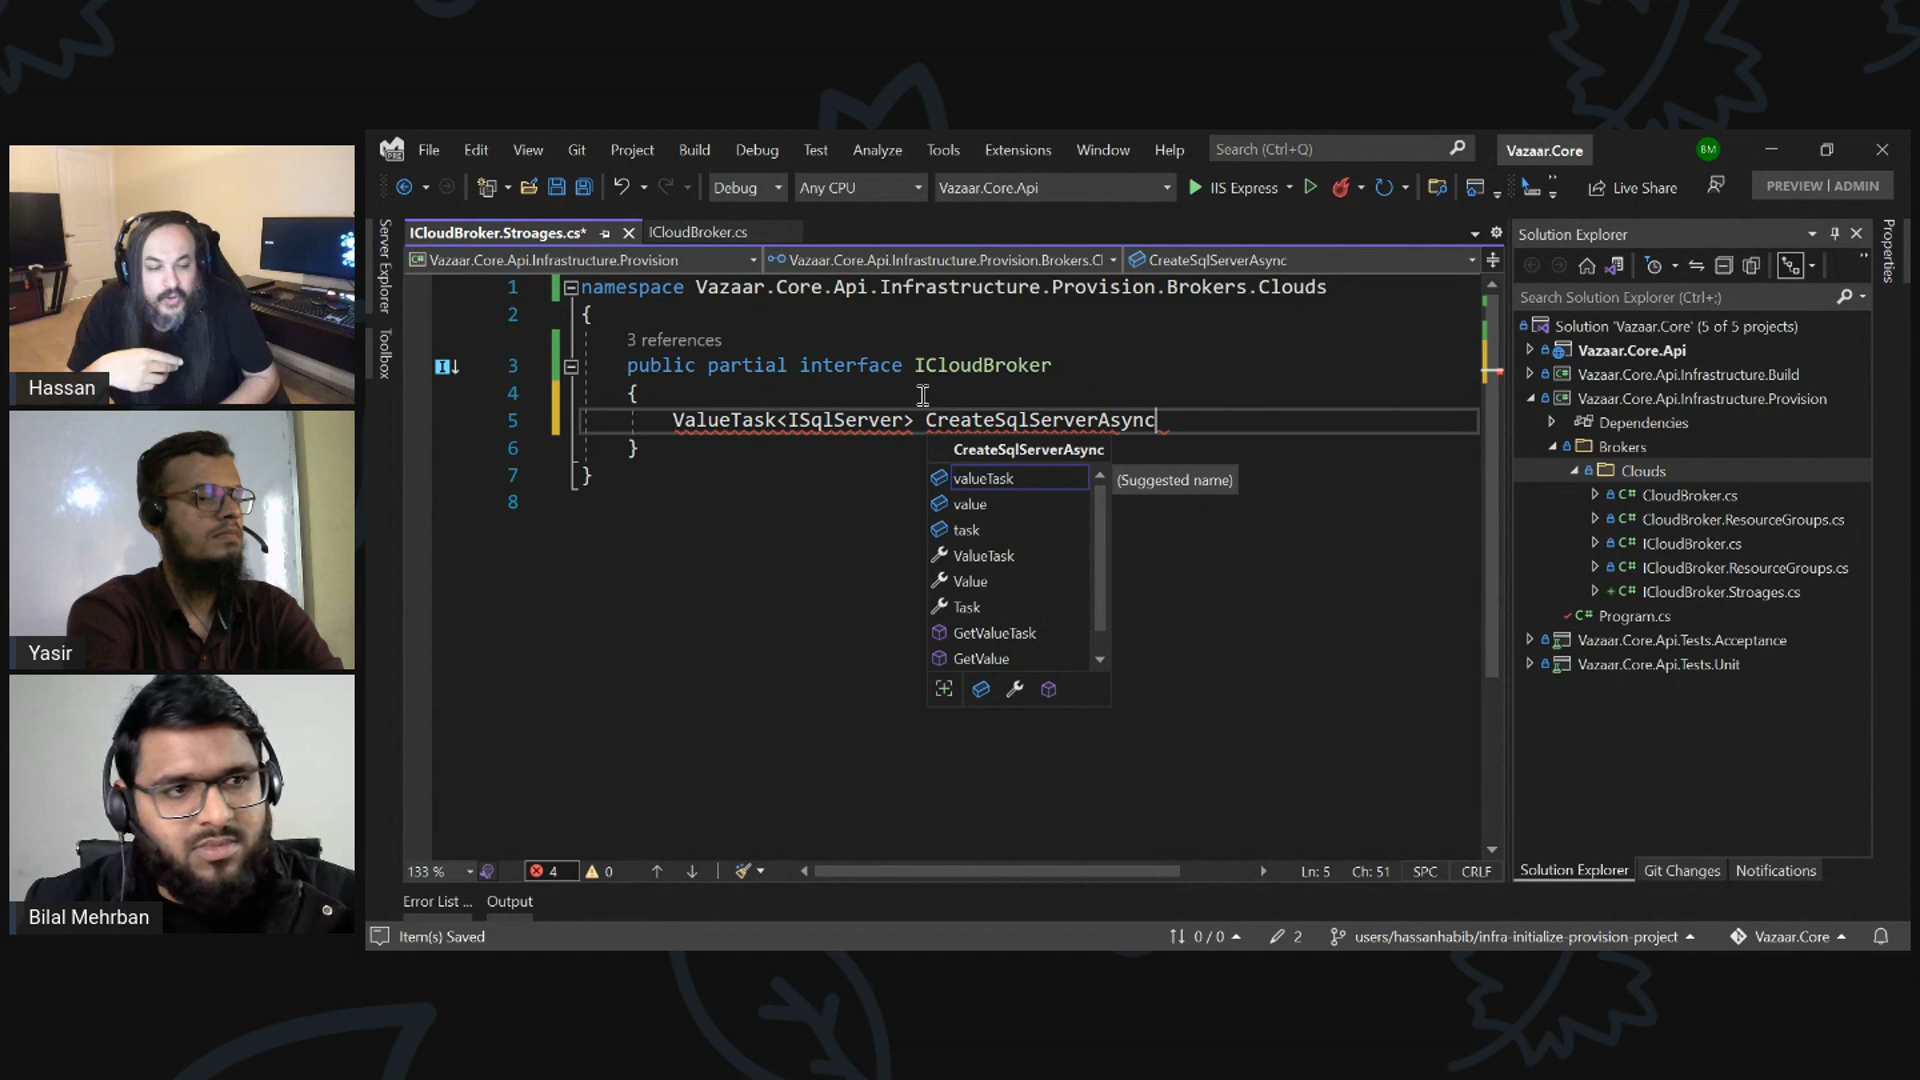 Hassan
Yasir
Bilal Mehrban
PRE
File Edit View Git Project Build Debug Test Analyze Tools Extensions Window Help Search (Ctrl+Q) Vazaar.Core BM
Debug Any CPU Vazaar.Core.Api IIS Express Live Share PREVIEW | ADMIN
Server Explorer
Toolbox
ICloudBroker.Stroages.cs* ICloudBroker.cs
Vazaar.Core.Api.Infrastructure.Provision Vazaar.Core.Api.Infrastructure.Provision.Brokers.Cl CreateSqlServerAsync
1 namespace Vazaar.Core.Api.Infrastructure.Provision.Brokers.Clouds
2 {
3 references
3 public partial interface ICloudBroker
4 {
5 ValueTask<ISqlServer> CreateSqlServerAsync
6 }
7 }
8
CreateSqlServerAsync
valueTask (Suggested name)
value
task
ValueTask
Value
Task
GetValueTask
GetValue
133 % 4 0 Ln: 5 Ch: 51 SPC CRLF
Error List ... Output
Item(s) Saved 0 / 0 2 users/hassanhabib/infra-initialize-provision-project Vazaar.Core
Solution Explorer
Search Solution Explorer (Ctrl+;)
Solution 'Vazaar.Core' (5 of 5 projects)
Vazaar.Core.Api
Vazaar.Core.Api.Infrastructure.Build
Vazaar.Core.Api.Infrastructure.Provision
Dependencies
Brokers
Clouds
C# CloudBroker.cs
C# CloudBroker.ResourceGroups.cs
C# ICloudBroker.cs
C# ICloudBroker.ResourceGroups.cs
C# ICloudBroker.Stroages.cs
C# Program.cs
Vazaar.Core.Api.Tests.Acceptance
Vazaar.Core.Api.Tests.Unit
Solution Explorer Git Changes Notifications
Properties